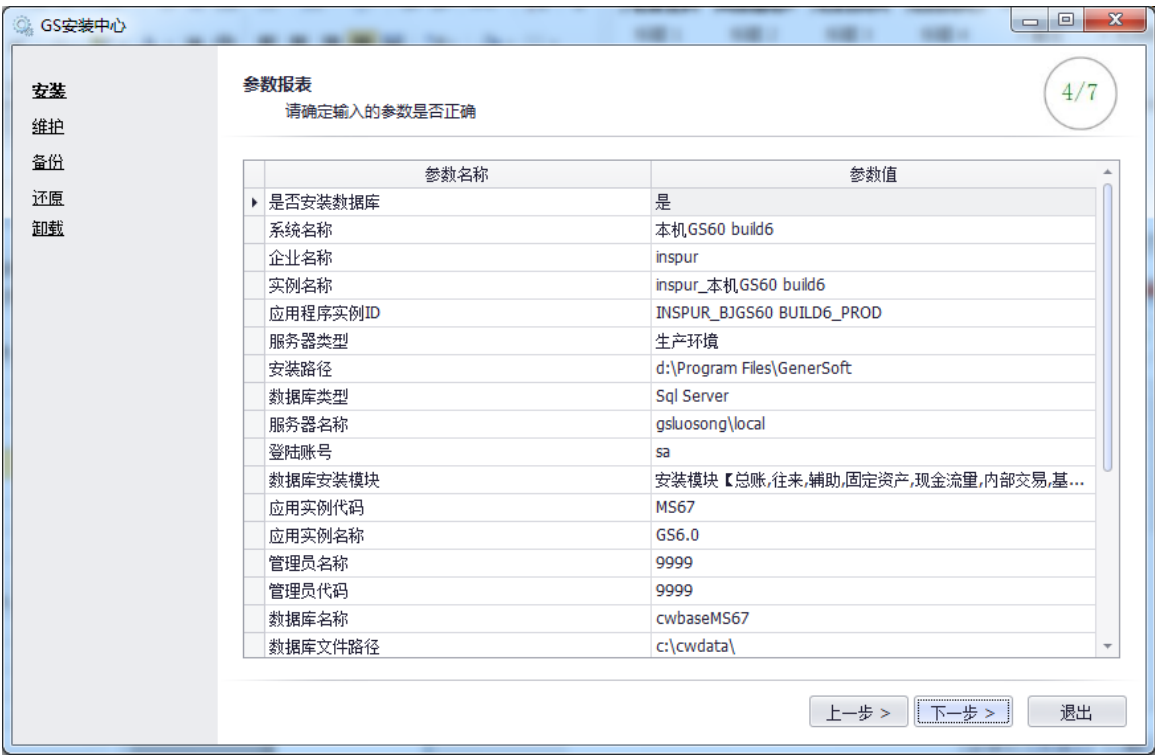 GS安装中心
安装
维护
备份
还原
卸载
参数报表
请确定输入的参数是否正确
4/7
参数名称 参数值
是否安装数据库 是
系统名称 本机GS60 build6
企业名称 inspur
实例名称 inspur_本机GS60 build6
应用程序实例ID INSPUR_BJGS60 BUILD6_PROD
服务器类型 生产环境
安装路径 d:\Program Files\GenerSoft
数据库类型 Sql Server
服务器名称 gsluosong\local
登陆账号 sa
数据库安装模块 安装模块【总账,往来,辅助,固定资产,现金流量,内部交易,基...
应用实例代码 MS67
应用实例名称 GS6.0
管理员名称 9999
管理员代码 9999
数据库名称 cwbaseMS67
数据库文件路径 c:\cwdata\
上一步 > 下一步 > 退出